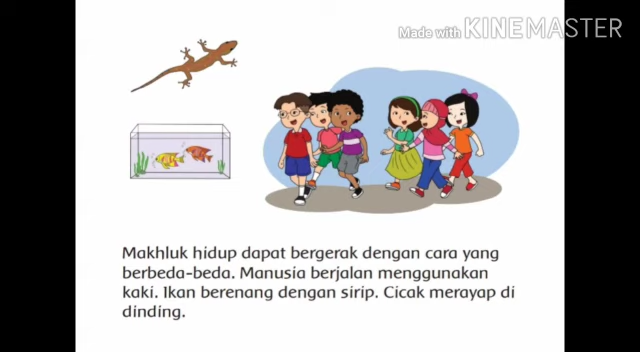 Made with KINEMASTER
Makhluk hidup dapat bergerak dengan cara yang
berbeda-beda. Manusia berjalan menggunakan
kaki. Ikan berenang dengan sirip. Cicak merayap di
dinding.